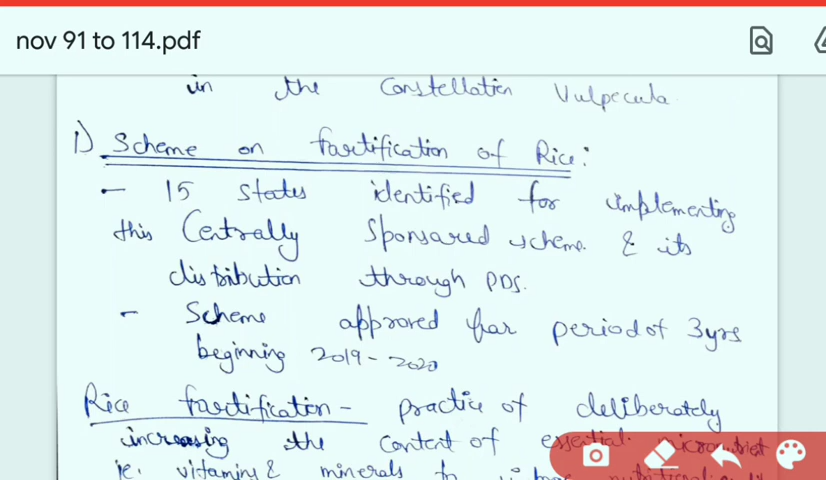 nov 91 to 114.pdf
in the Constellation Vulpecula.
1) Scheme on fortification of Rice:
- 15 states identified for implementing
this Centrally Sponsored scheme & its
distribution through PDS.
- Scheme approved for period of 3yrs
beginning 2019-2020
Rice fortification - practice of deliberately
increasing the content of essential
ie. vitamins & minerals